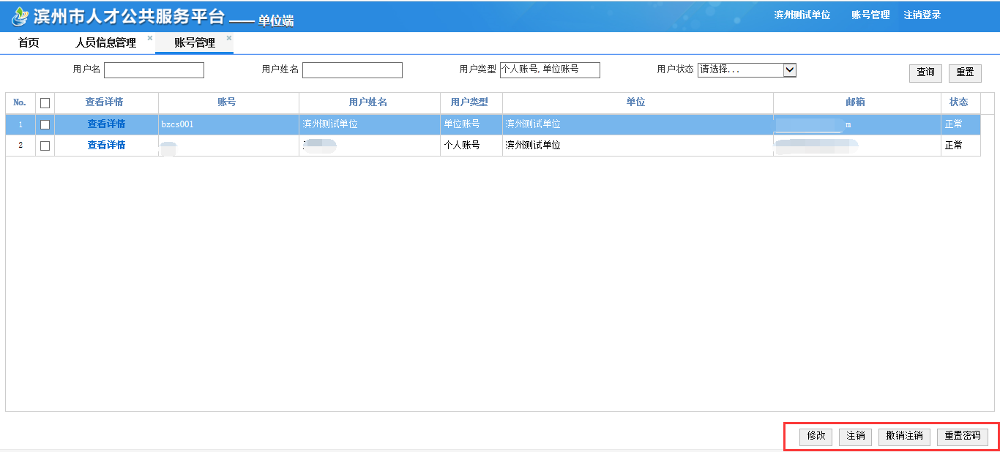 滨州市人才公共服务平台 —— 单位端 滨州测试单位 账号管理 注销登录
首页 人员信息管理 × 账号管理 ×
用户名 用户姓名 用户类型 个人账号,单位账号 用户状态 请选择... 查询 重置
No. 查看详情 账号 用户姓名 用户类型 单位 邮箱 状态
1 查看详情 bzcs001 滨州测试单位 单位账号 滨州测试单位 m 正常
2 查看详情 个人账号 滨州测试单位 正常
修改 注销 撤销注销 重置密码